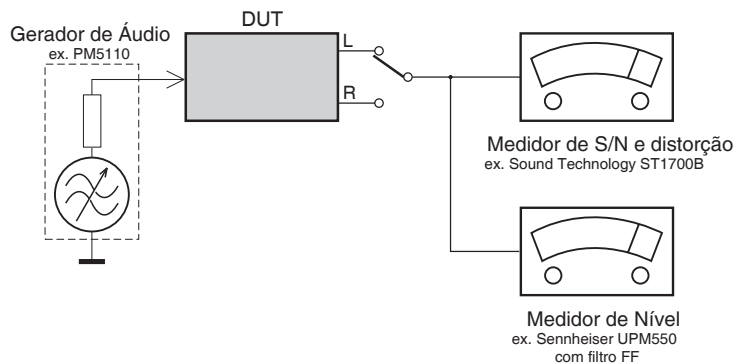 DUT
Gerador de Áudio
ex. PM5110
L
R
Medidor de S/N e distorção
ex. Sound Technology ST1700B
Medidor de Nível
ex. Sennheiser UPM550
com filtro FF